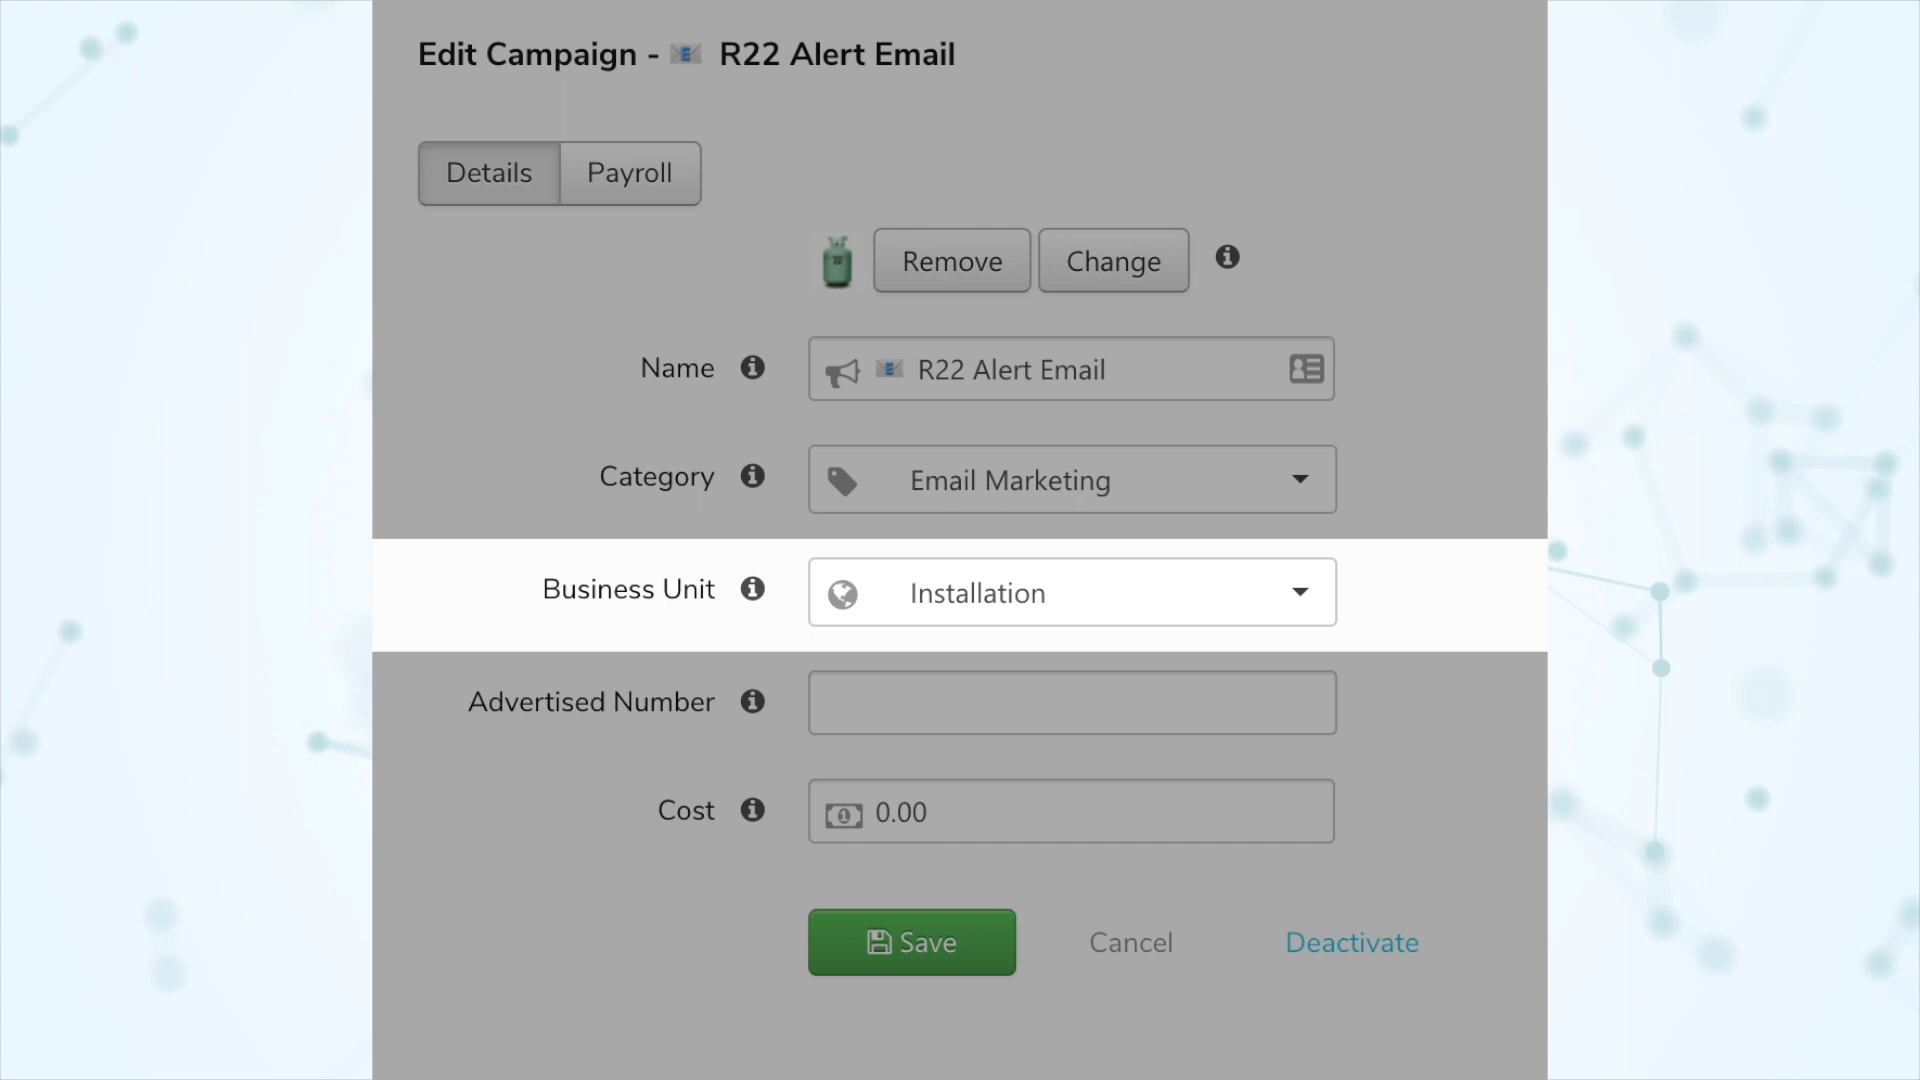 Edit Campaign - 📧 R22 Alert Email
Details Payroll
Remove Change
Name 📧 R22 Alert Email
Category Email Marketing
Business Unit Installation
Advertised Number
Cost 0.00
Save Cancel Deactivate